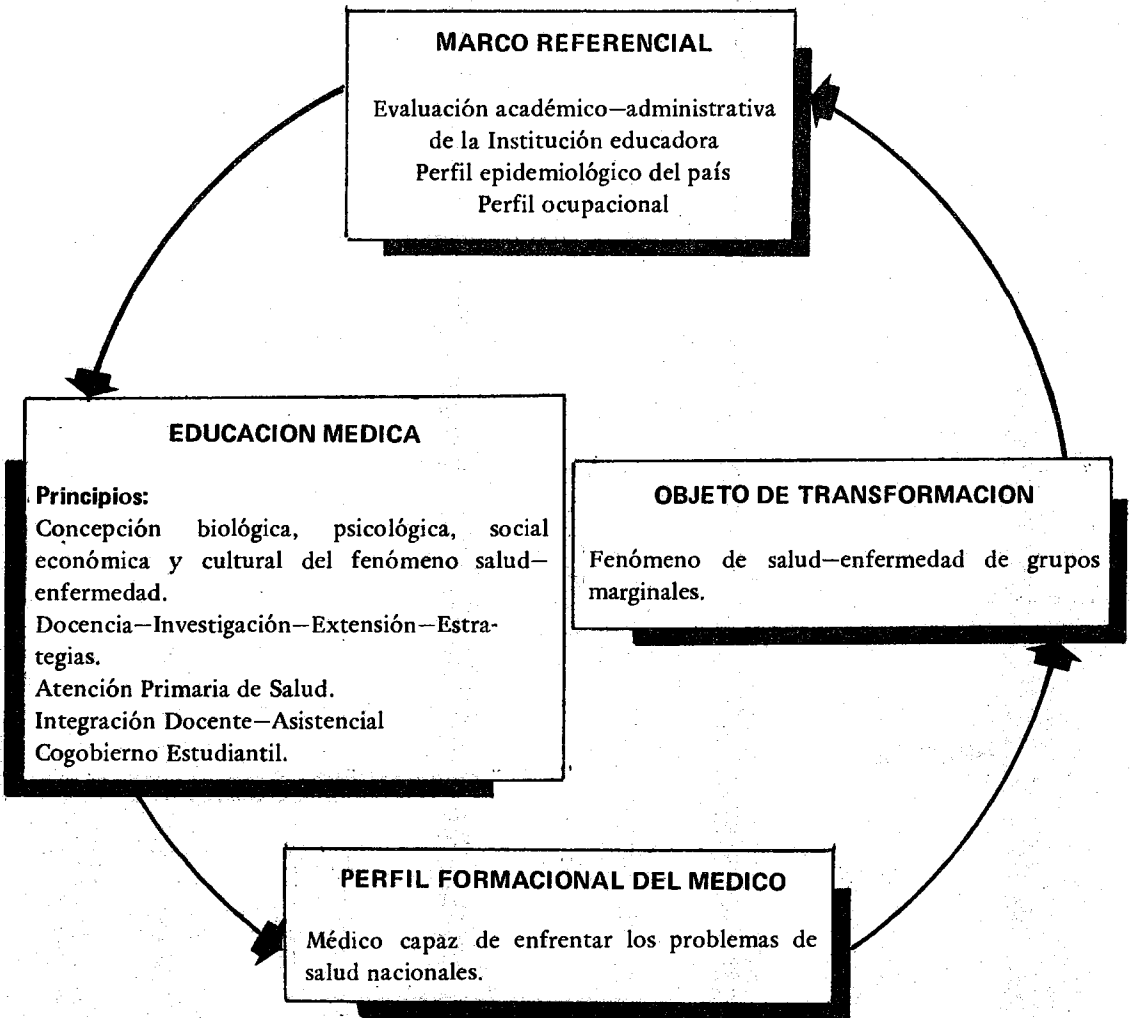 MARCO REFERENCIAL
Evaluación académico—administrativa
de la Institución educadora
Perfil epidemiológico del país
Perfil ocupacional
EDUCACION MEDICA
Principios:
Concepción biológica, psicológica, social
económica y cultural del fenómeno salud—
enfermedad.
Docencia—Investigación—Extensión—Estra-
tegias.
Atención Primaria de Salud.
Integración Docente—Asistencial
Cogobierno Estudiantil.
OBJETO DE TRANSFORMACION
Fenómeno de salud—enfermedad de grupos
marginales.
PERFIL FORMACIONAL DEL MEDICO
Médico capaz de enfrentar los problemas de
salud nacionales.